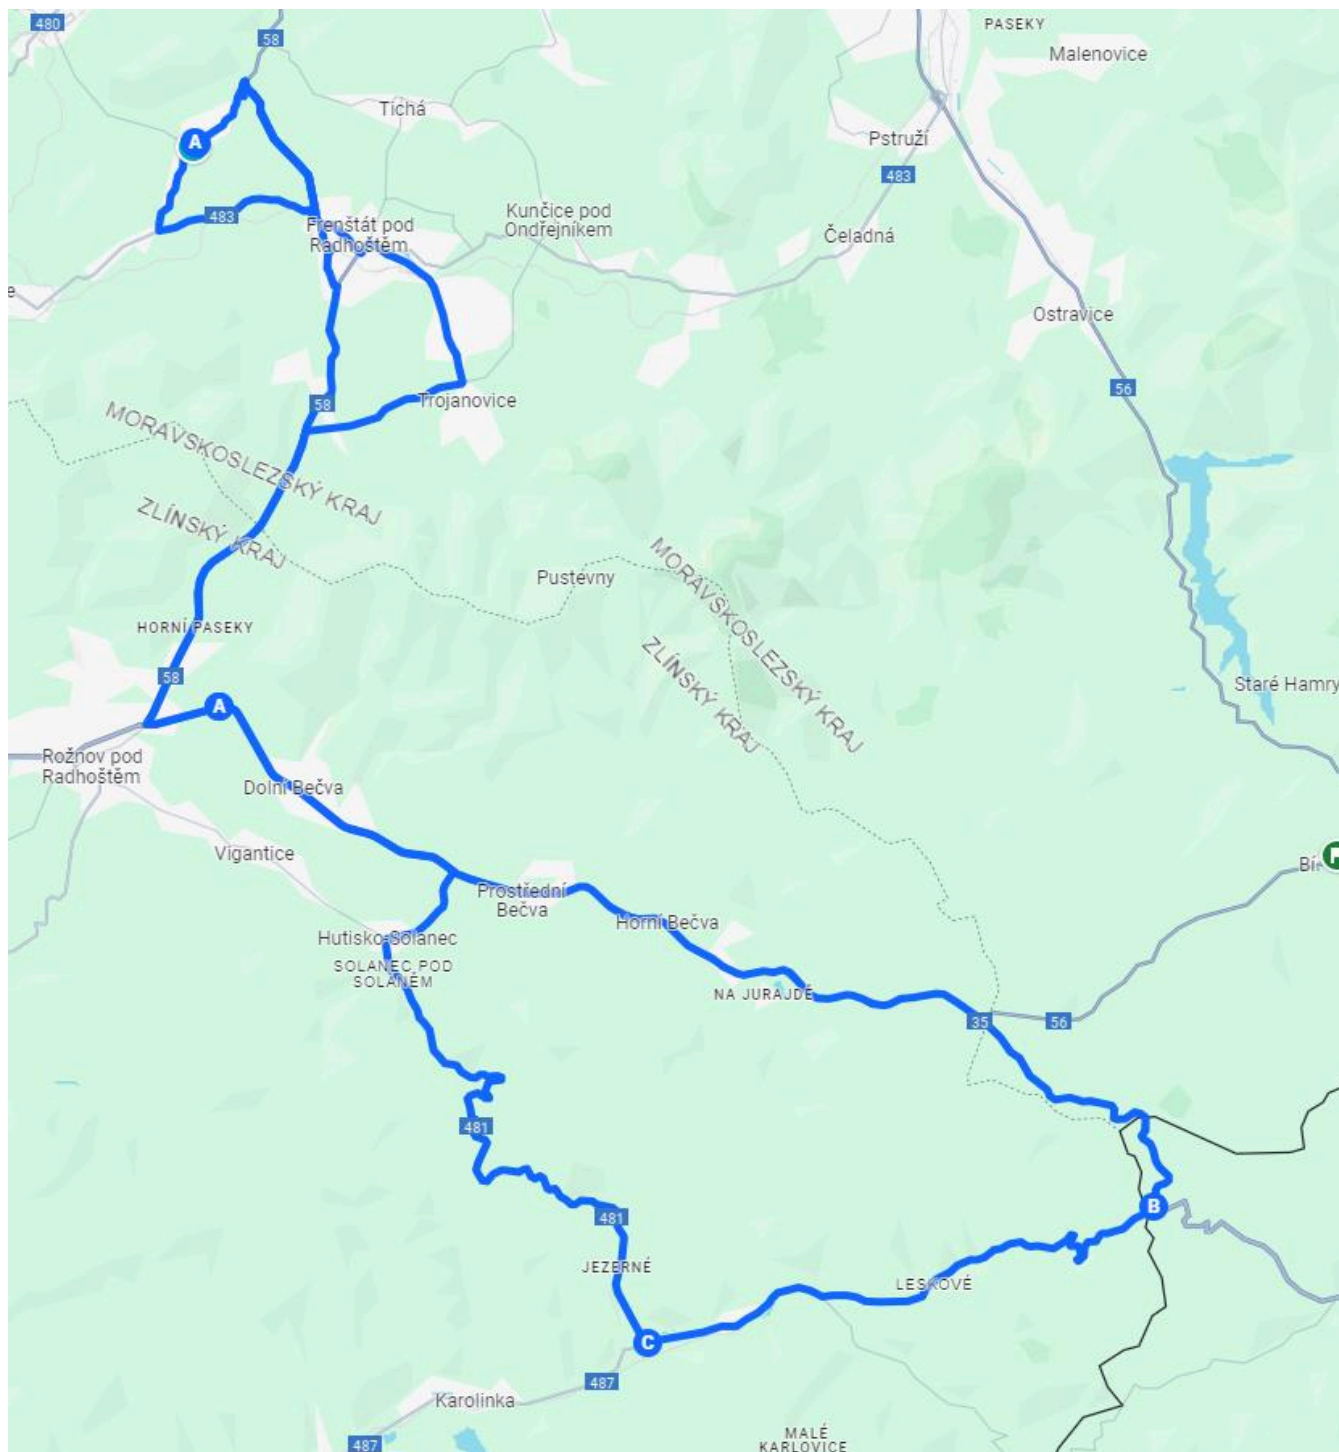 480
PASEKY
58
Malenovice
Tichá
A
Pstruží
483
483
Kunčice pod
Ondřejníkem
Frenštát pod
Radhoštěm
Čeladná
e
Ostravice
56
58
Trojanovice
MORAVSKOSLEZSKÝ KRAJ
ZLÍNSKÝ KRAJ
MORAVSKOSLEZSKÝ KRAJ
ZLÍNSKÝ KRAJ
Pustevny
HORNÍ PASEKY
58
Staré Hamry
A
Rožnov pod
Radhoštěm
Dolní Bečva
Vigantice
Bí
Prostřední
Bečva
Horní Bečva
Hutisko-Solanec
SOLANEC POD
SOLÁNĚM
NA JURAJDĚ
35
56
481
B
481
JEZERNÉ
LESKOVÉ
C
487
Karolinka
487
MALÉ
KARLOVICE